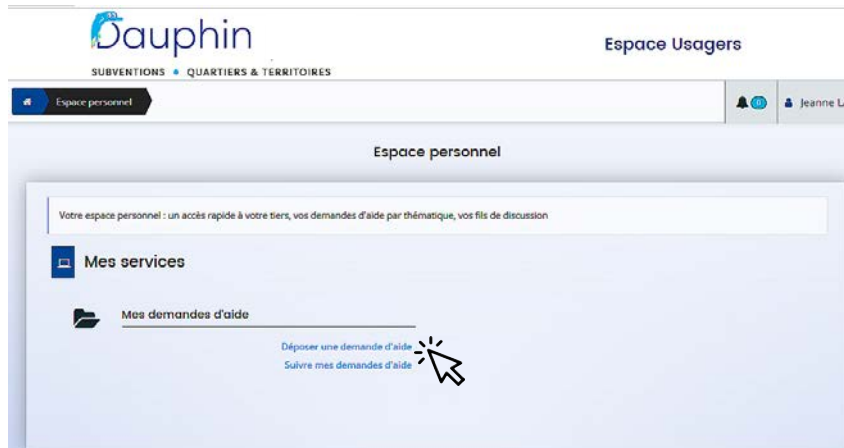 Dauphin
SUBVENTIONS • QUARTIERS & TERRITOIRES
Espace Usagers
Espace personnel
Jeanne L
Espace personnel
Votre espace personnel : un accès rapide à votre tiers, vos demandes d'aide par thématique, vos fils de discussion
Mes services
Mes demandes d'aide
Déposer une demande d'aide
Suivre mes demandes d'aide